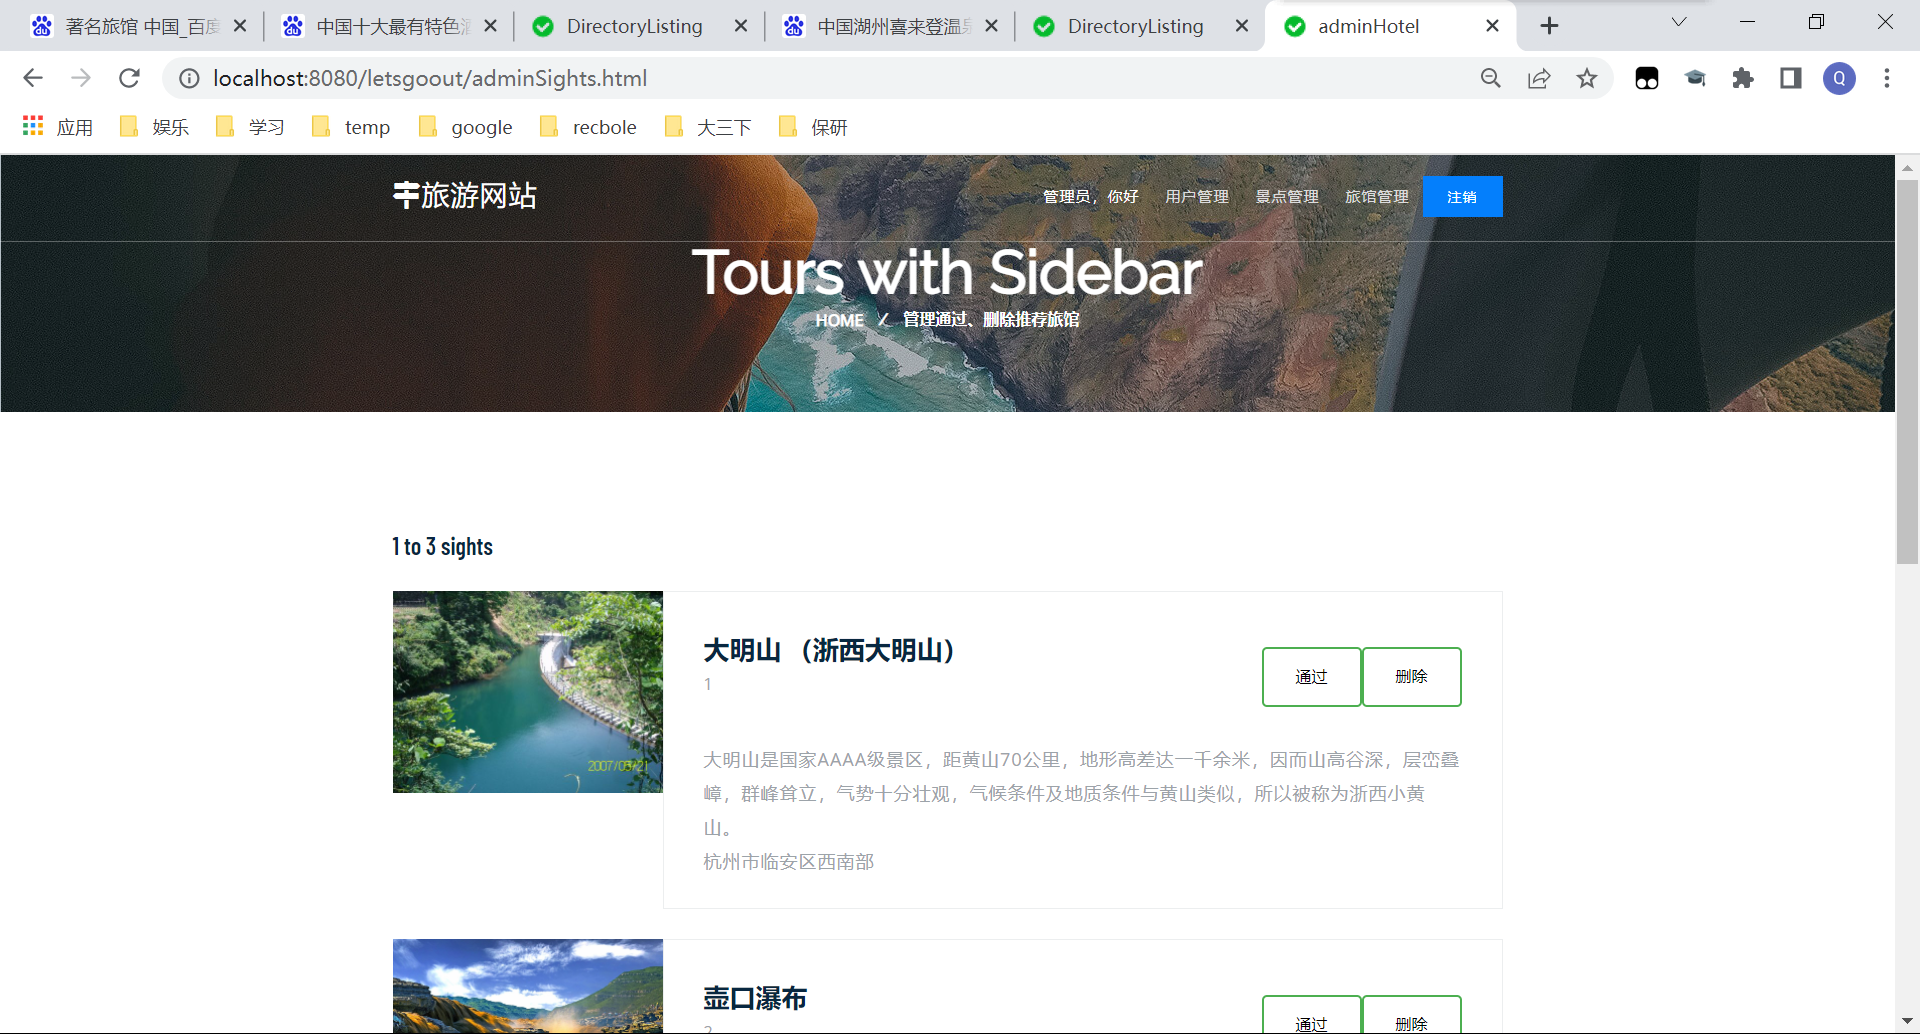 著名旅馆 中国_百度
中国十大最有特色酒
DirectoryListing
中国湖州喜来登温泉
DirectoryListing
adminHotel
localhost:8080/letsgoout/adminSights.html
Q
应用
娱乐
学习
temp
google
recbole
大三下
保研
旅游网站
管理员，你好
用户管理
景点管理
旅馆管理
注销
Tours with Sidebar
HOME / 管理通过、删除推荐旅馆
1 to 3 sights
2007/03/21
大明山 （浙西大明山）
1
通过
删除
大明山是国家AAAA级景区，距黄山70公里，地形高差达一千余米，因而山高谷深，层峦叠
嶂，群峰耸立，气势十分壮观，气候条件及地质条件与黄山类似，所以被称为浙西小黄
山。
杭州市临安区西南部
壶口瀑布
2
通过
删除